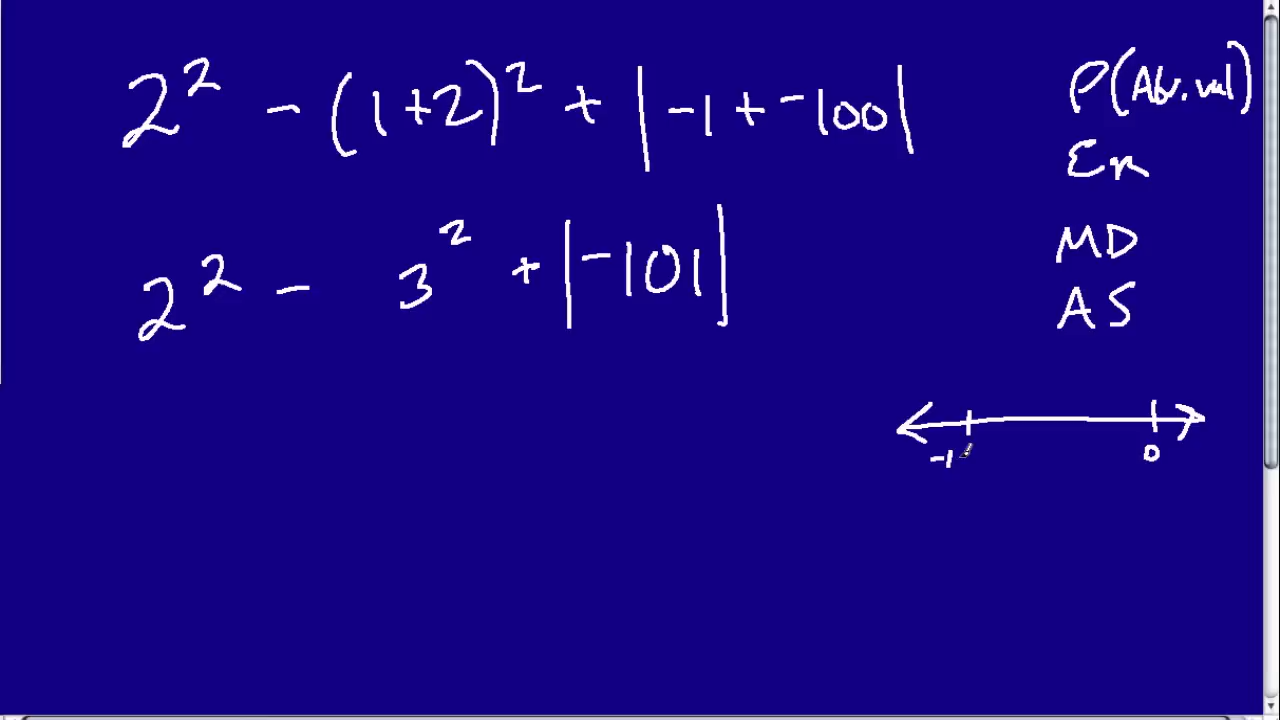 2² - (1+2)² + |-1 + -100|
P(Ab.val)
Ex
2² - 3² + |-101|
MD
AS
-1 0